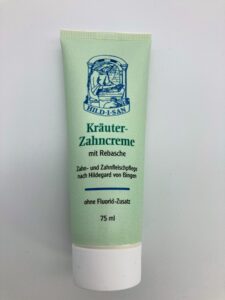 HILD-I-SAN
Kräuter-
Zahncreme
mit Rebasche
Zahn- und Zahnfleischpflege
nach Hildegard von Bingen
ohne Fluorid-Zusatz
75 ml